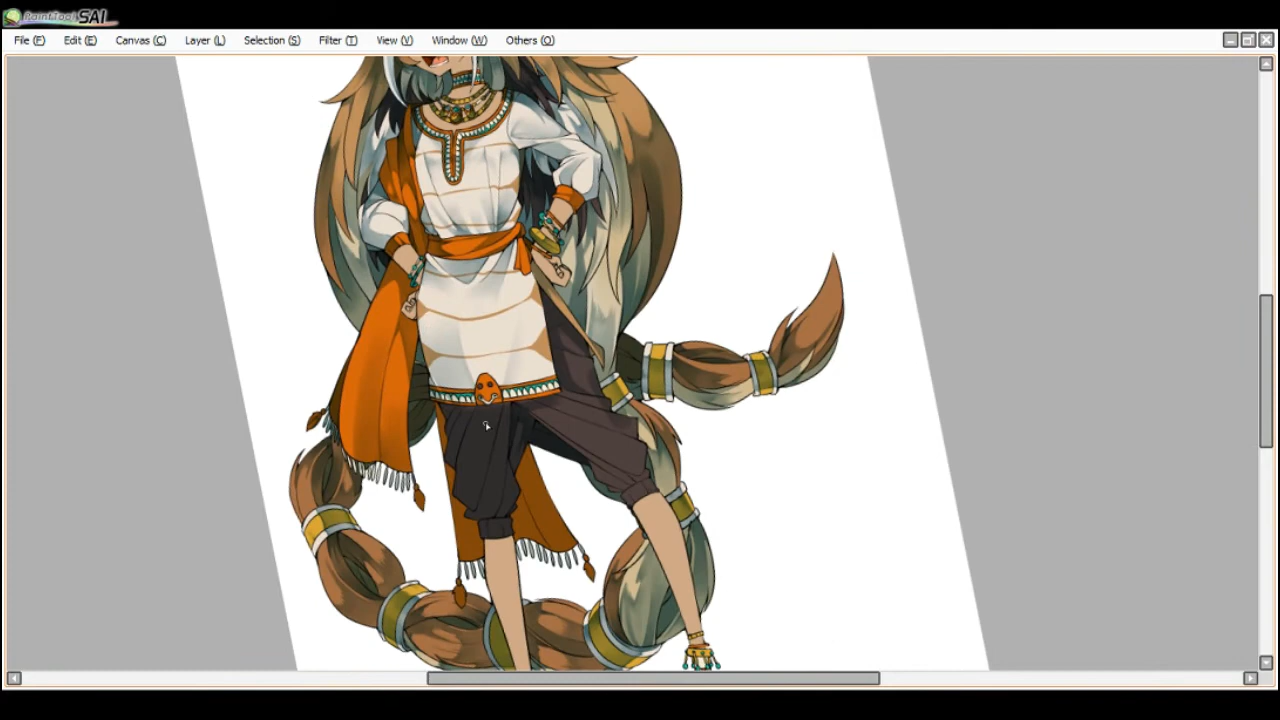 PaintTool SAI
File (F) Edit (E) Canvas (C) Layer (L) Selection (S) Filter (T) View (V) Window (W) Others (O)